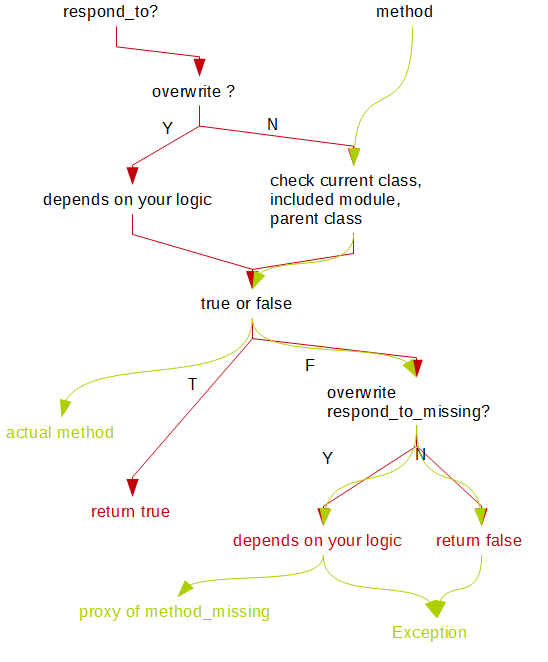 respond_to?
method
overwrite ?
Y
N
depends on your logic
check current class,
included module,
parent class
true or false
T
F
overwrite
respond_to_missing?
actual method
Y
N
return true
depends on your logic
return false
proxy of method_missing
Exception